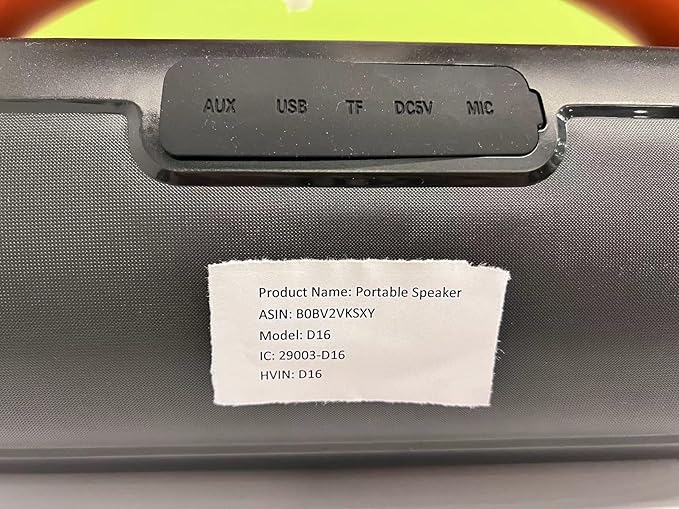 AUX USB TF DC5V MIC
Product Name: Portable Speaker
ASIN: B0BV2VKSXY
Model: D16
IC: 29003-D16
HVIN: D16